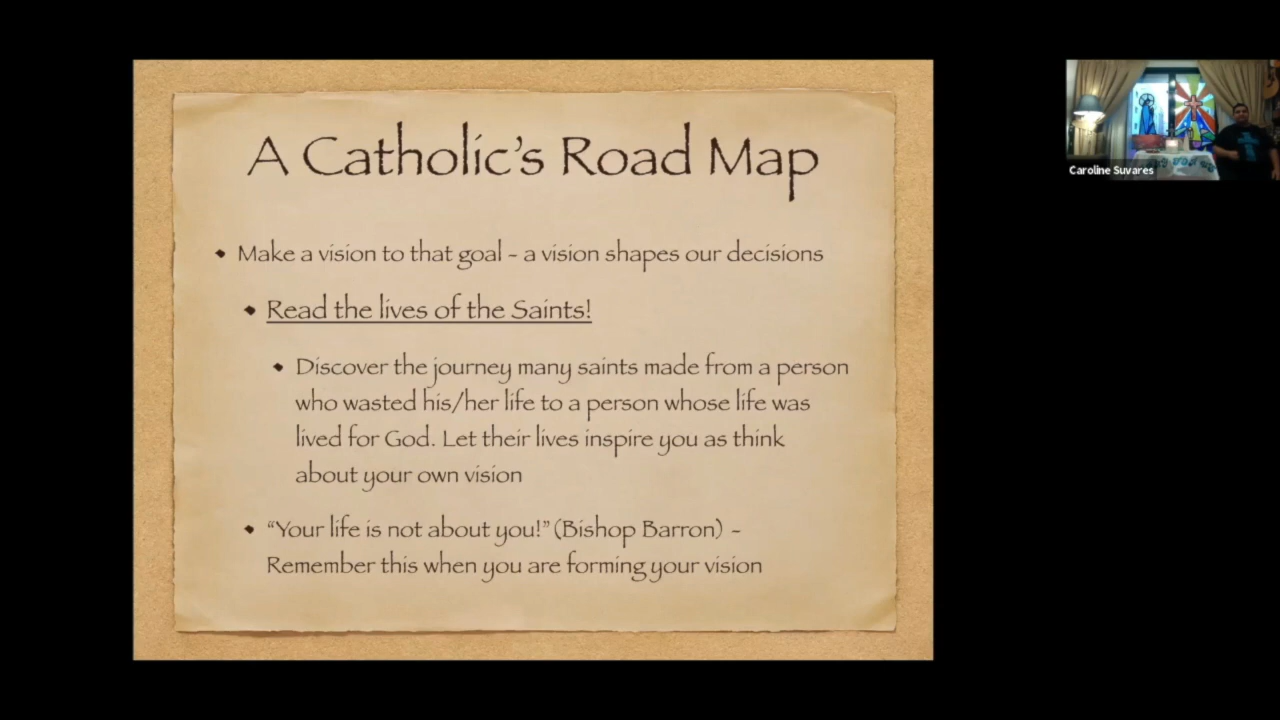 A Catholic's Road Map
• Make a vision to that goal - a vision shapes our decisions
• Read the lives of the Saints!
• Discover the journey many saints made from a person
who wasted his/her life to a person whose life was
lived for God. Let their lives inspire you as think
about your own vision
• “Your life is not about you!” (Bishop Barron) -
Remember this when you are forming your vision
Caroline Suvares